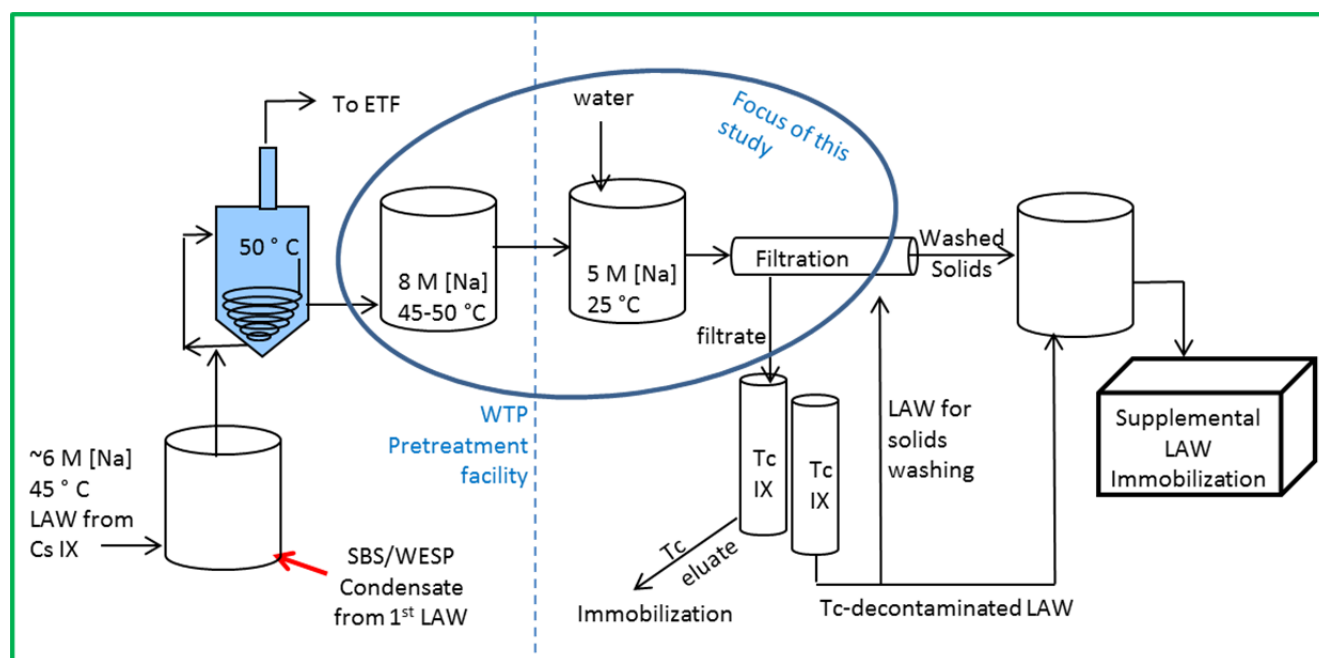 To ETF
50 ° C
~6 M [Na]
45 ° C
LAW from
Cs IX
SBS/WESP
Condensate
from 1st LAW
8 M [Na]
45-50 °C
WTP
Pretreatment
facility
water
5 M [Na]
25 °C
Focus of this
study
Filtration
filtrate
Washed
Solids
Tc
IX
Tc
IX
Tc
eluate
Immobilization
LAW for
solids
washing
Tc-decontaminated LAW
Supplemental
LAW
Immobilization